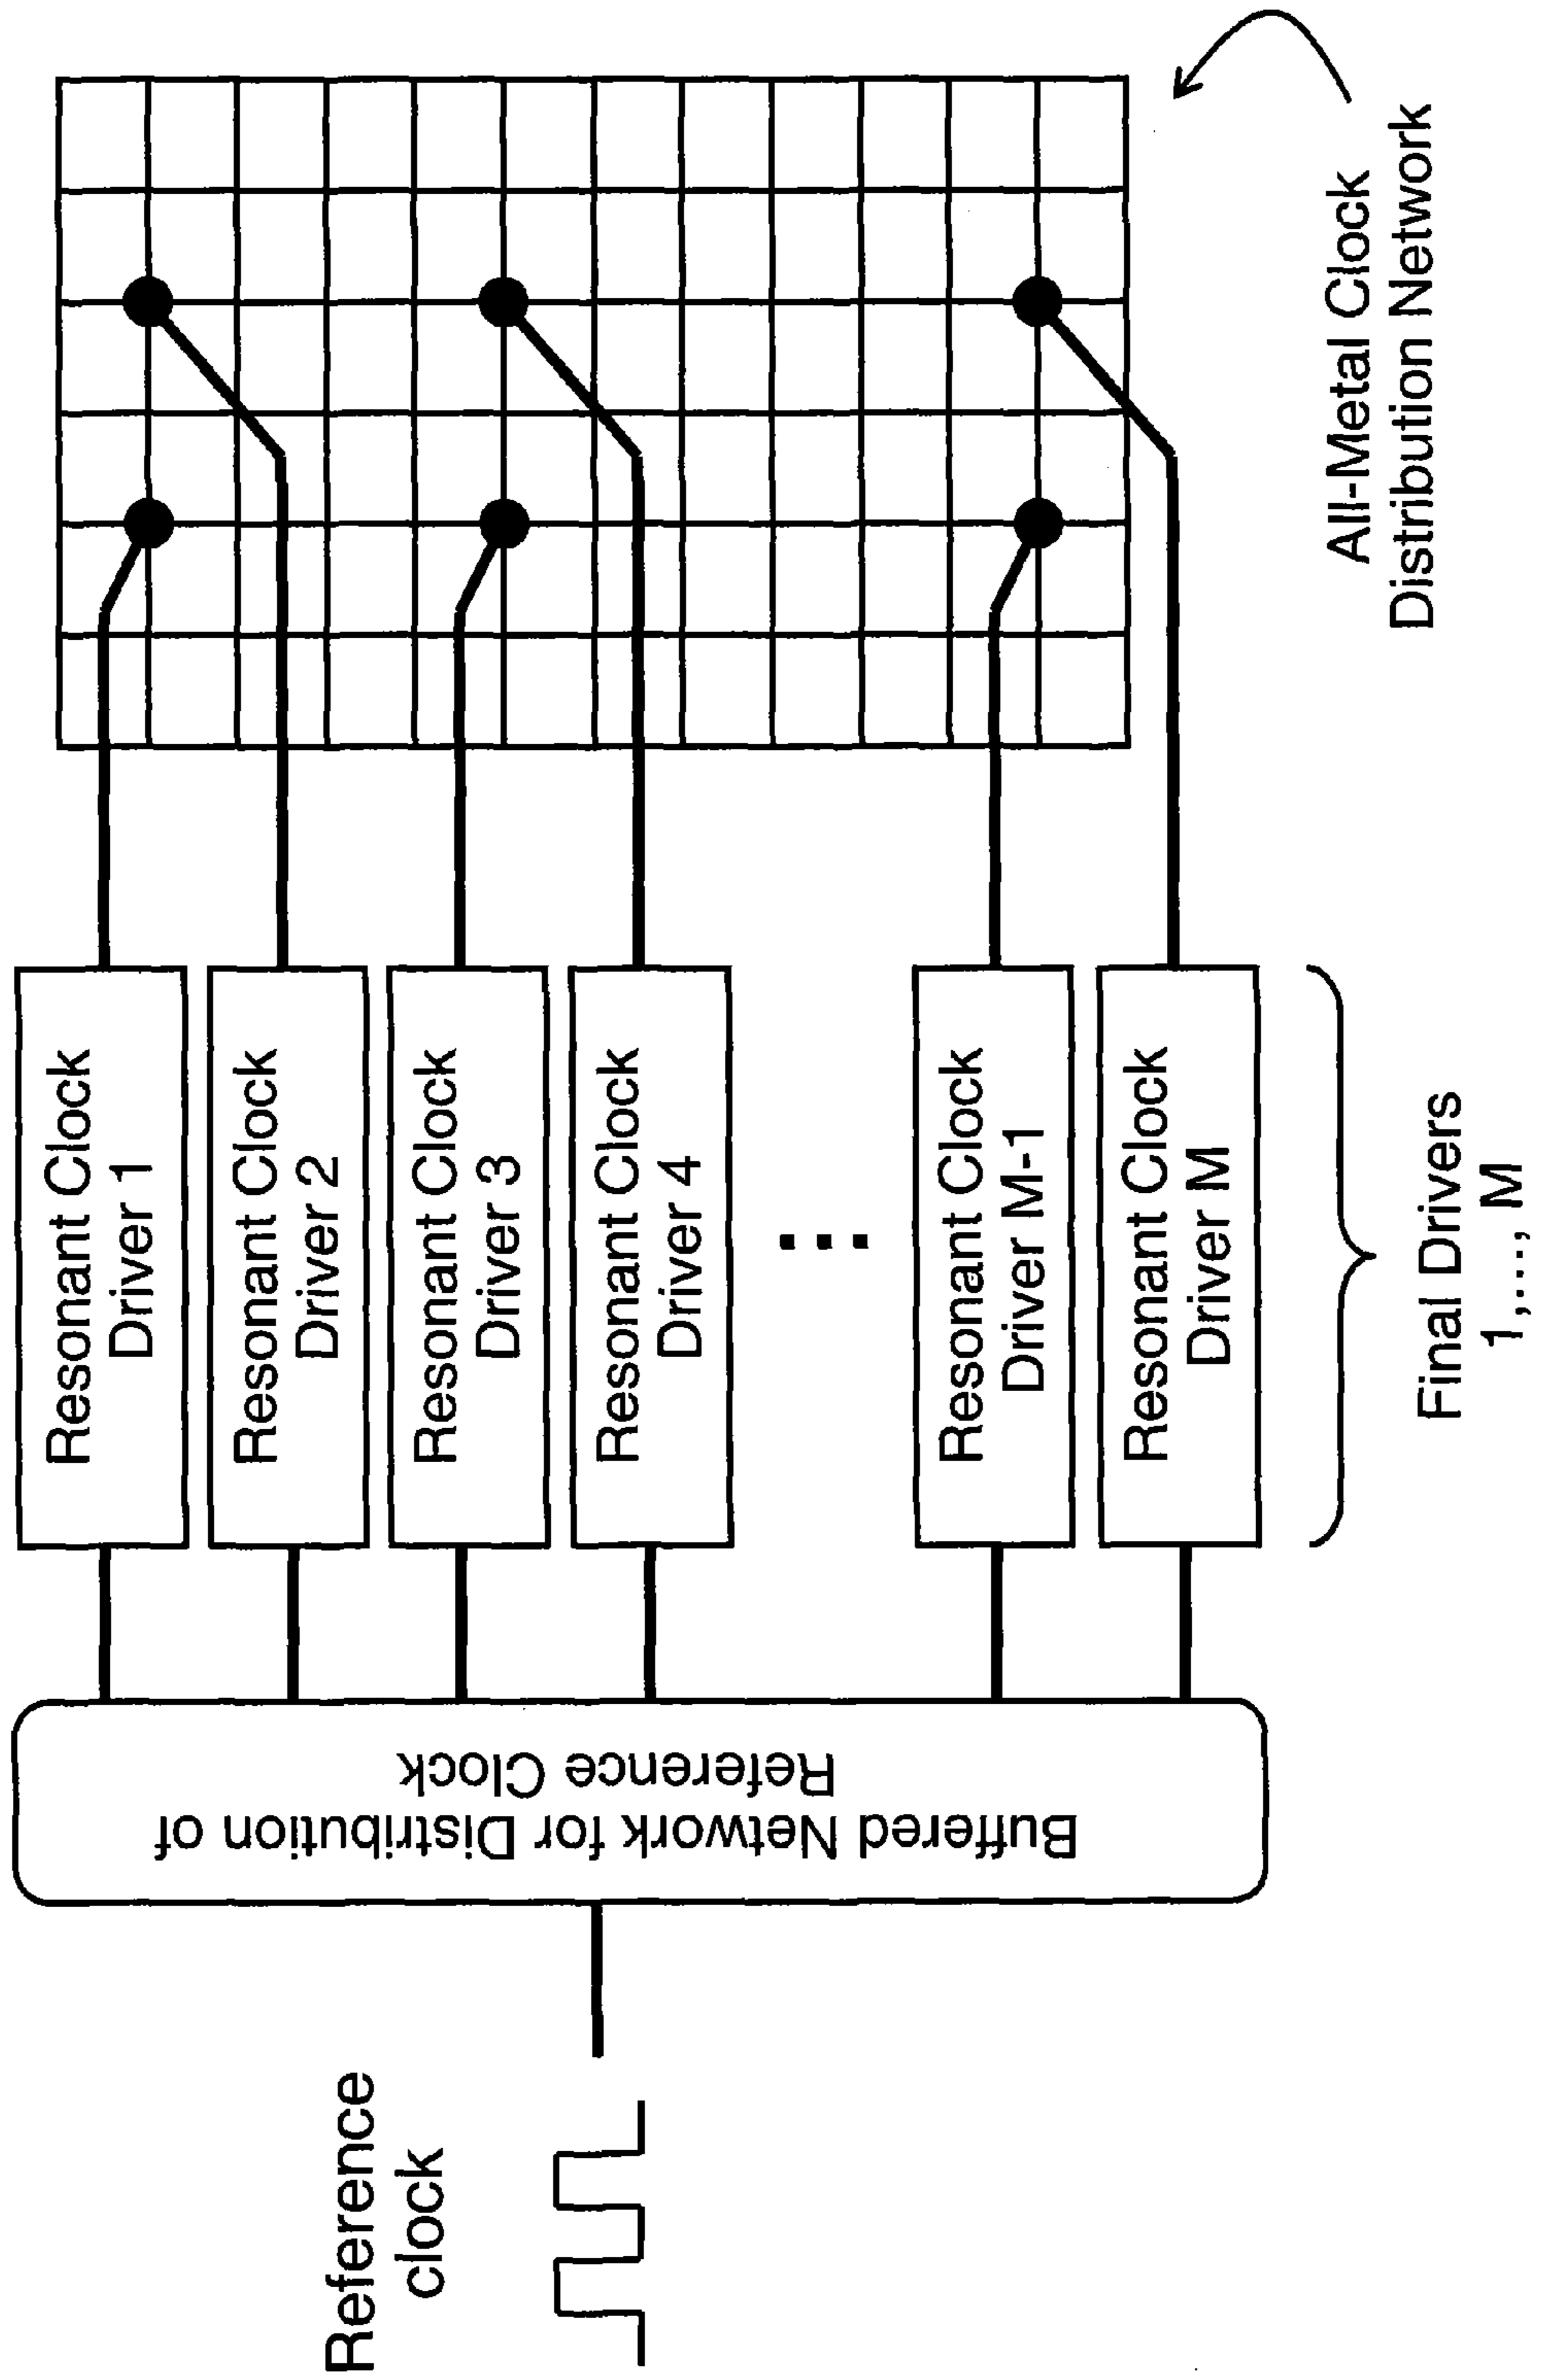 Reference
clock
Buffered Network for Distribution of
Reference Clock
Resonant Clock
Driver 1
Resonant Clock
Driver 2
Resonant Clock
Driver 3
Resonant Clock
Driver 4
Resonant Clock
Driver M-1
Resonant Clock
Driver M
Final Drivers
1,..., M
All-Metal Clock
Distribution Network